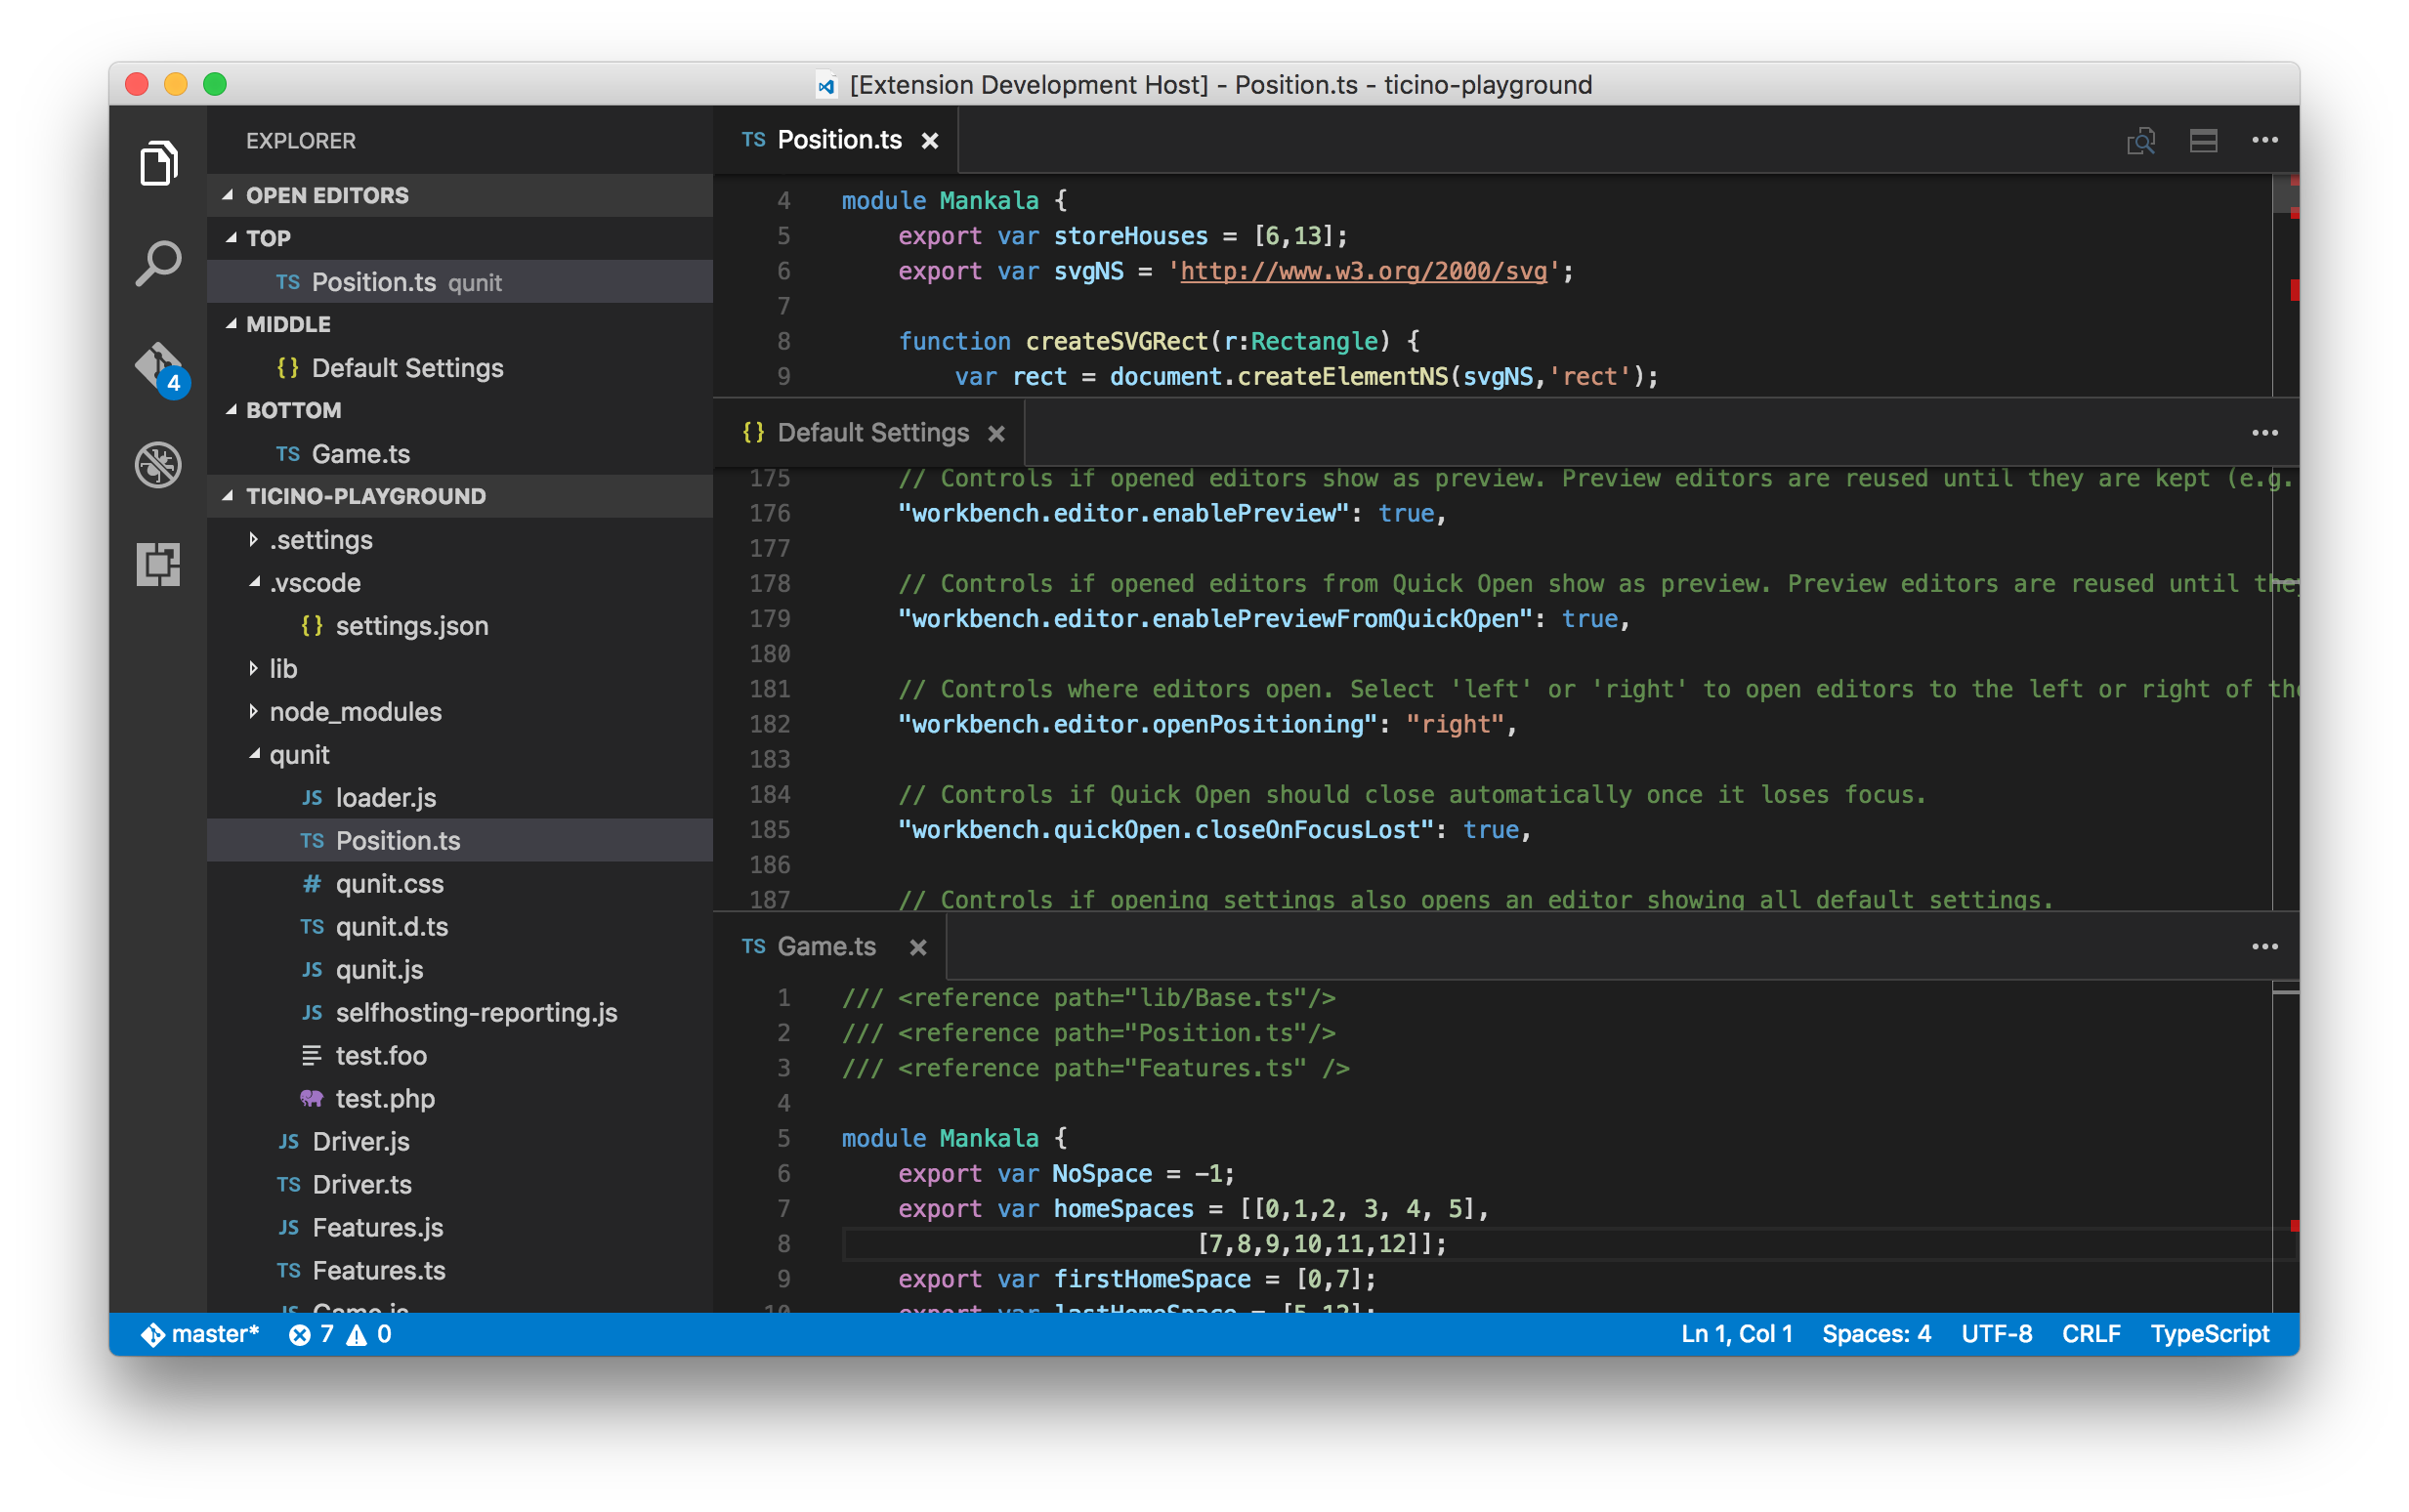 [Extension Development Host] - Position.ts - ticino-playground
EXPLORER
OPEN EDITORS
TOP
TS Position.ts qunit
MIDDLE
{} Default Settings
BOTTOM
TS Game.ts
TICINO-PLAYGROUND
.settings
.vscode
{} settings.json
lib
node_modules
qunit
JS loader.js
TS Position.ts
# qunit.css
TS qunit.d.ts
JS qunit.js
JS selfhosting-reporting.js
test.foo
test.php
JS Driver.js
TS Driver.ts
JS Features.js
TS Features.ts
JS Game.js
4
TS Position.ts ×
4 module Mankala {
5 export var storeHouses = [6,13];
6 export var svgNS = 'http://www.w3.org/2000/svg';
7
8 function createSVGRect(r:Rectangle) {
9 var rect = document.createElementNS(svgNS,'rect');
{} Default Settings ×
175 // Controls if opened editors show as preview. Preview editors are reused until they are kept (e.g.
176 "workbench.editor.enablePreview": true,
177
178 // Controls if opened editors from Quick Open show as preview. Preview editors are reused until they
179 "workbench.editor.enablePreviewFromQuickOpen": true,
180
181 // Controls where editors open. Select 'left' or 'right' to open editors to the left or right of the
182 "workbench.editor.openPositioning": "right",
183
184 // Controls if Quick Open should close automatically once it loses focus.
185 "workbench.quickOpen.closeOnFocusLost": true,
186
187 // Controls if opening settings also opens an editor showing all default settings.
TS Game.ts ×
1 /// <reference path="lib/Base.ts"/>
2 /// <reference path="Position.ts"/>
3 /// <reference path="Features.ts" />
4
5 module Mankala {
6 export var NoSpace = -1;
7 export var homeSpaces = [[0,1,2, 3, 4, 5],
8 [7,8,9,10,11,12]];
9 export var firstHomeSpace = [0,7];
10 export var lastHomeSpace = [5,12];
master* 7 0 Ln 1, Col 1 Spaces: 4 UTF-8 CRLF TypeScript